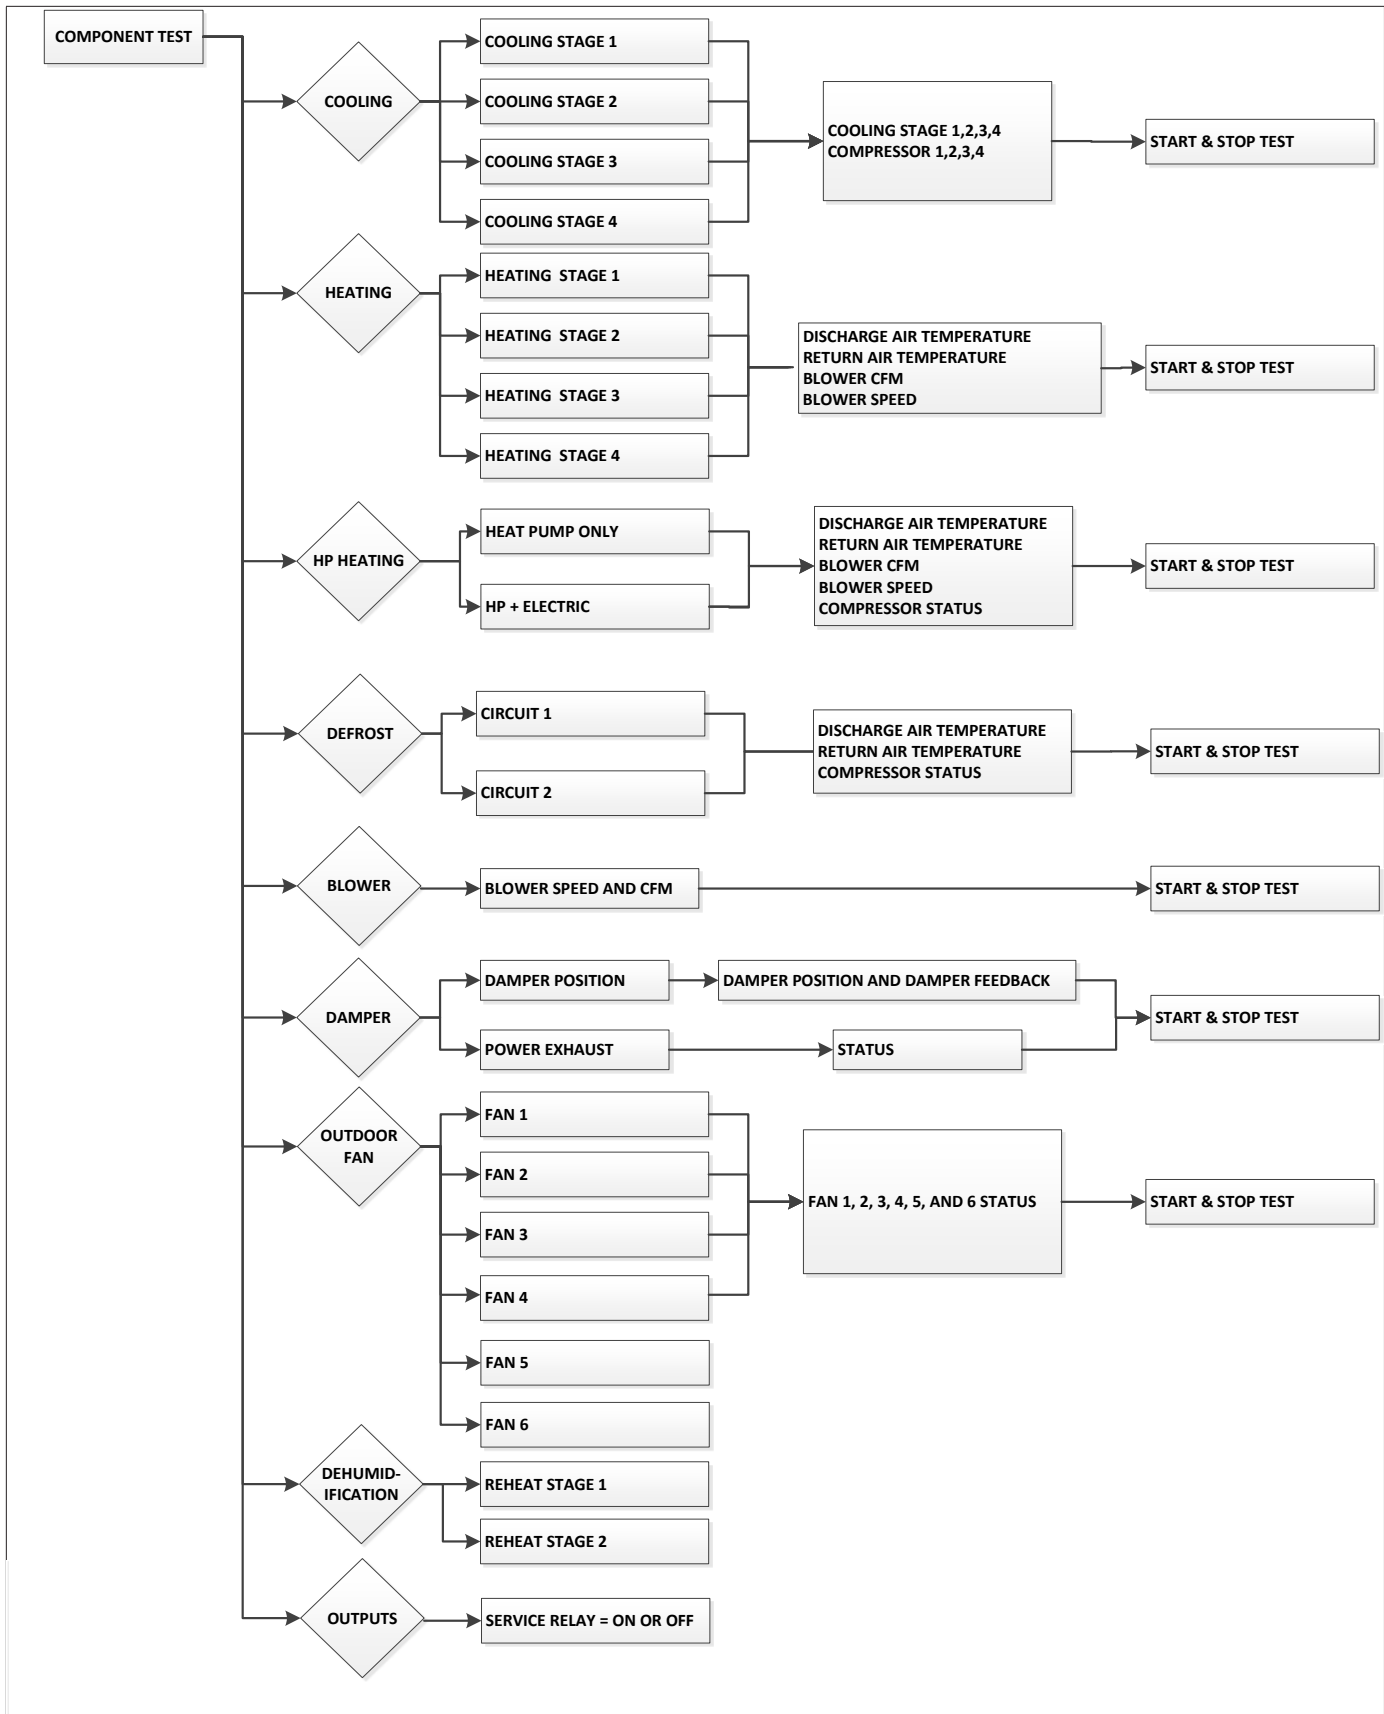 COMPONENT TEST
COOLING
COOLING STAGE 1
COOLING STAGE 2
COOLING STAGE 3
COOLING STAGE 4
COOLING STAGE 1,2,3,4
COMPRESSOR 1,2,3,4
START & STOP TEST
HEATING
HEATING  STAGE 1
HEATING  STAGE 2
HEATING  STAGE 3
HEATING  STAGE 4
DISCHARGE AIR TEMPERATURE
RETURN AIR TEMPERATURE
BLOWER CFM
BLOWER SPEED
START & STOP TEST
HP HEATING
HEAT PUMP ONLY
HP + ELECTRIC
DISCHARGE AIR TEMPERATURE
RETURN AIR TEMPERATURE
BLOWER CFM
BLOWER SPEED
COMPRESSOR STATUS
START & STOP TEST
DEFROST
CIRCUIT 1
CIRCUIT 2
DISCHARGE AIR TEMPERATURE
RETURN AIR TEMPERATURE
COMPRESSOR STATUS
START & STOP TEST
BLOWER
BLOWER SPEED AND CFM
START & STOP TEST
DAMPER
DAMPER POSITION
DAMPER POSITION AND DAMPER FEEDBACK
POWER EXHAUST
STATUS
START & STOP TEST
OUTDOOR
FAN
FAN 1
FAN 2
FAN 3
FAN 4
FAN 5
FAN 6
FAN 1, 2, 3, 4, 5, AND 6 STATUS
START & STOP TEST
DEHUMID-
IFICATION
REHEAT STAGE 1
REHEAT STAGE 2
OUTPUTS
SERVICE RELAY = ON OR OFF